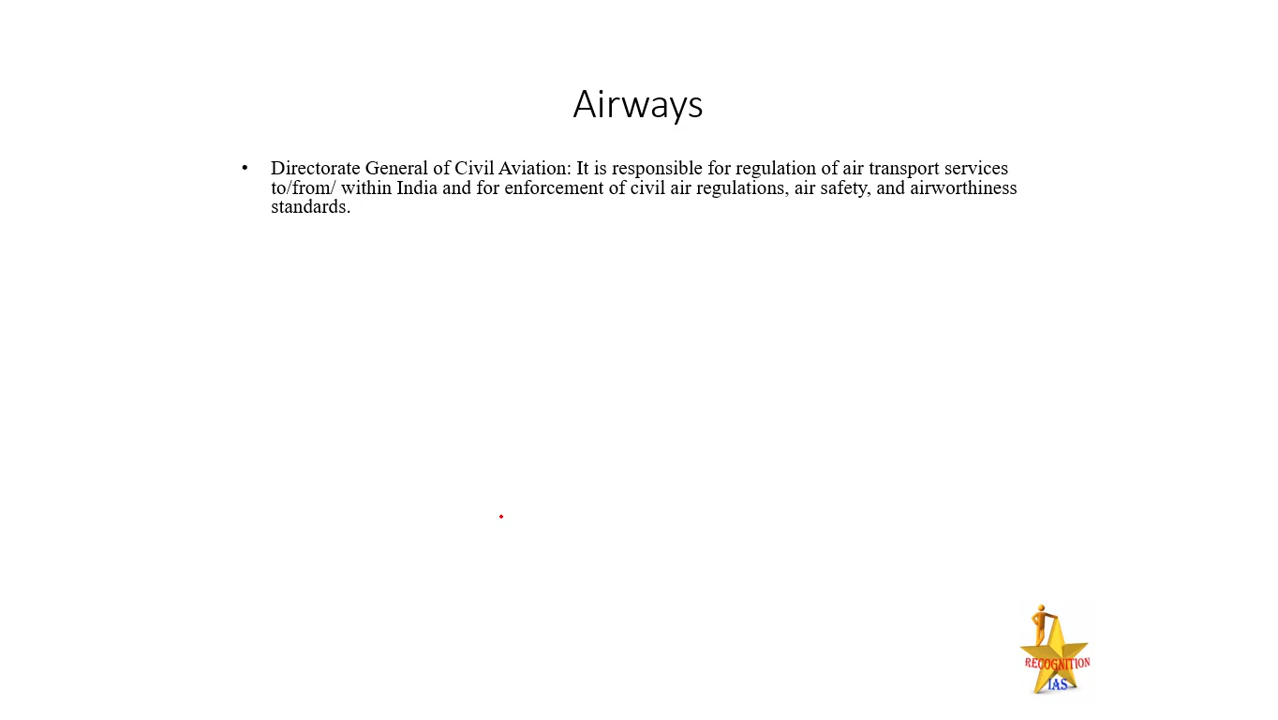 Airways
• Directorate General of Civil Aviation: It is responsible for regulation of air transport services
to/from/ within India and for enforcement of civil air regulations, air safety, and airworthiness
standards.
RECOGNITION
IAS